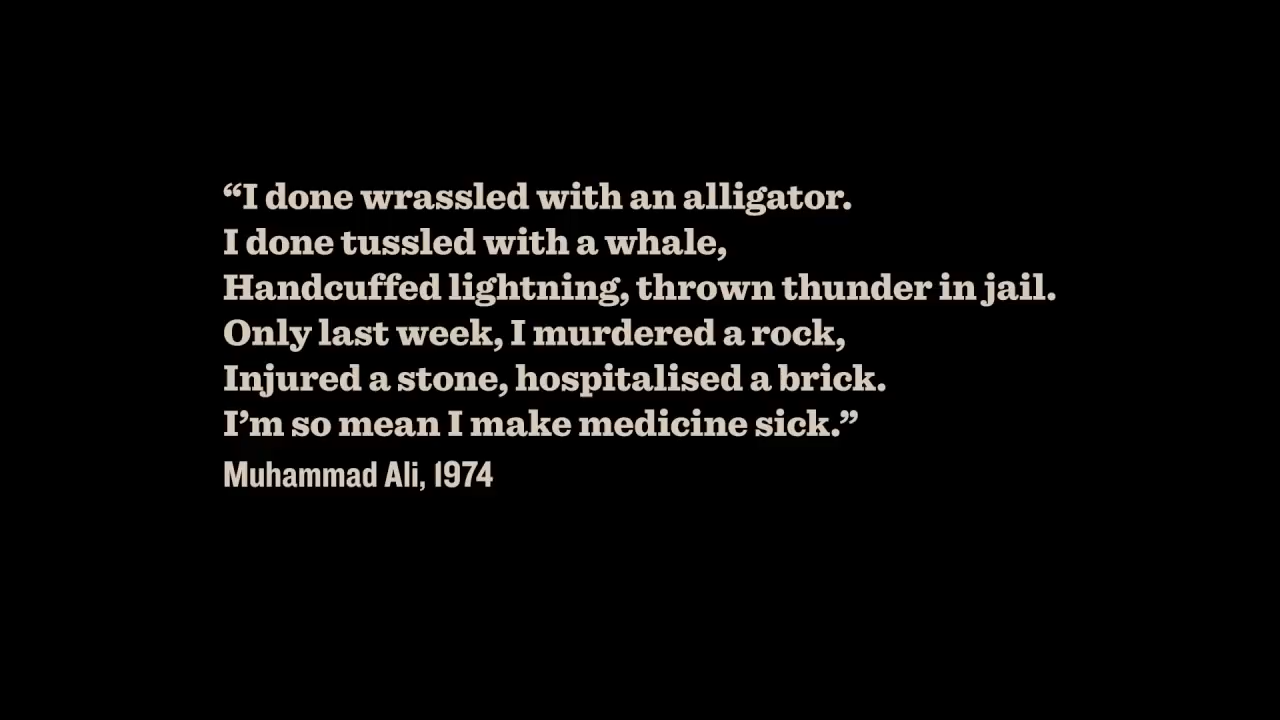 “I done wrassled with an alligator.
I done tussled with a whale,
Handcuffed lightning, thrown thunder in jail.
Only last week, I murdered a rock,
Injured a stone, hospitalised a brick.
I’m so mean I make medicine sick.”
Muhammad Ali, 1974